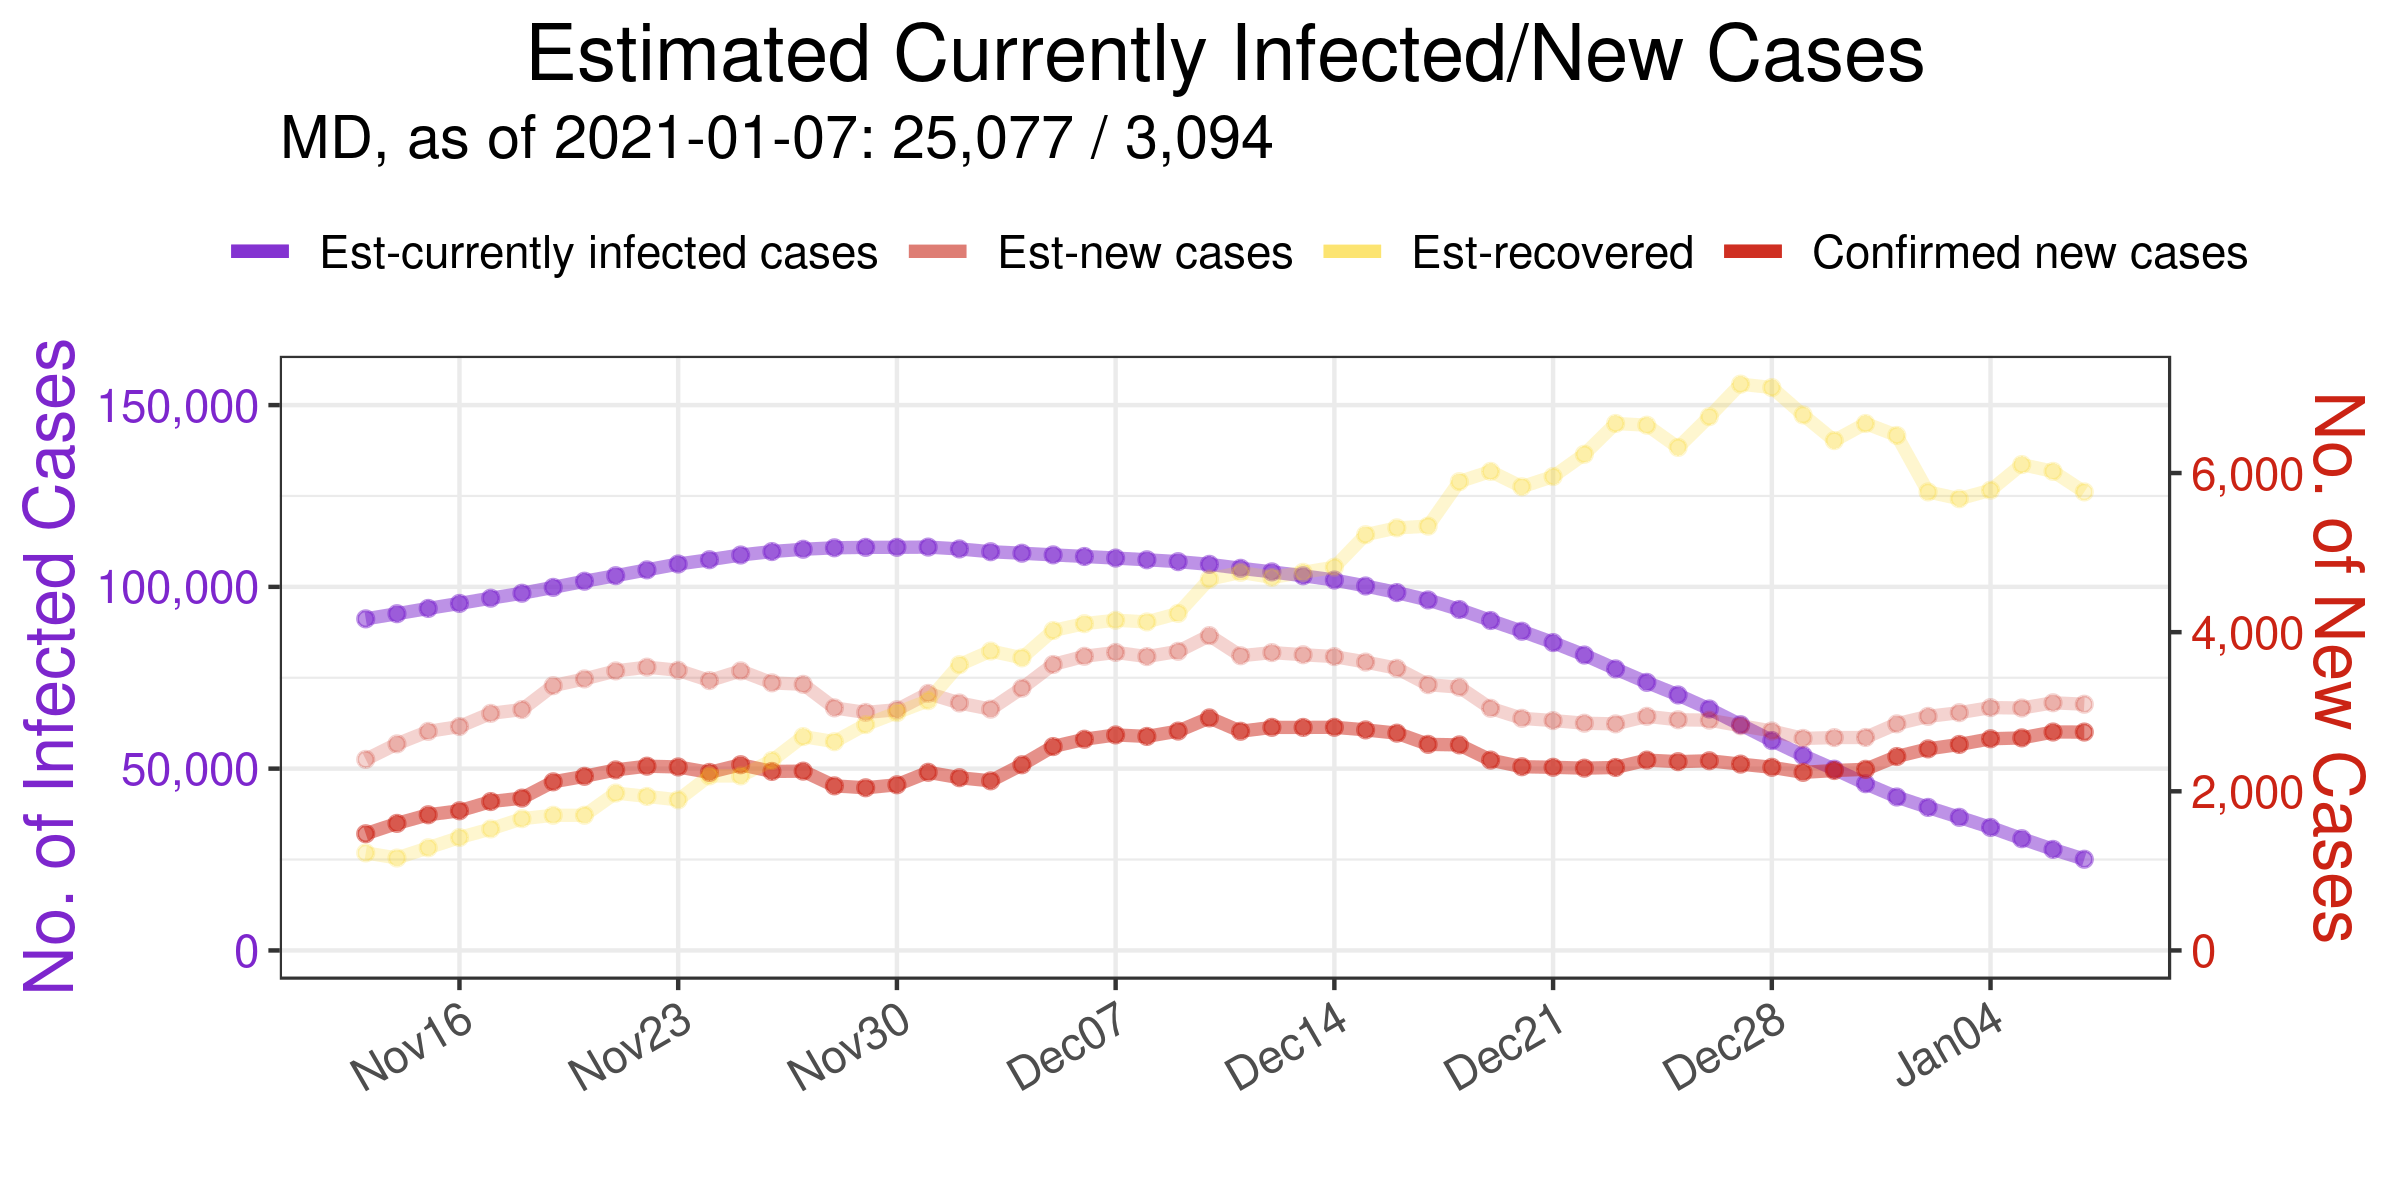 Estimated Currently Infected/New Cases
MD, as of 2021-01-07: 25,077 / 3,094
Est-currently infected cases Est-new cases Est-recovered Confirmed new cases
No. of Infected Cases
150,000
100,000
50,000
0
6,000
4,000
2,000
0
No. of New Cases
Nov16 Nov23 Nov30 Dec07 Dec14 Dec21 Dec28 Jan04